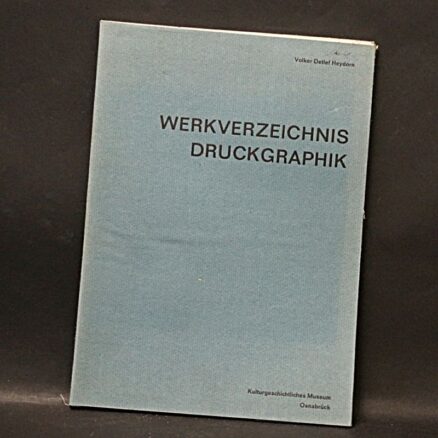 Volker Detlef Heydorn
WERKVERZEICHNIS
DRUCKGRAPHIK
Kulturgeschichtliches Museum
Osnabrück